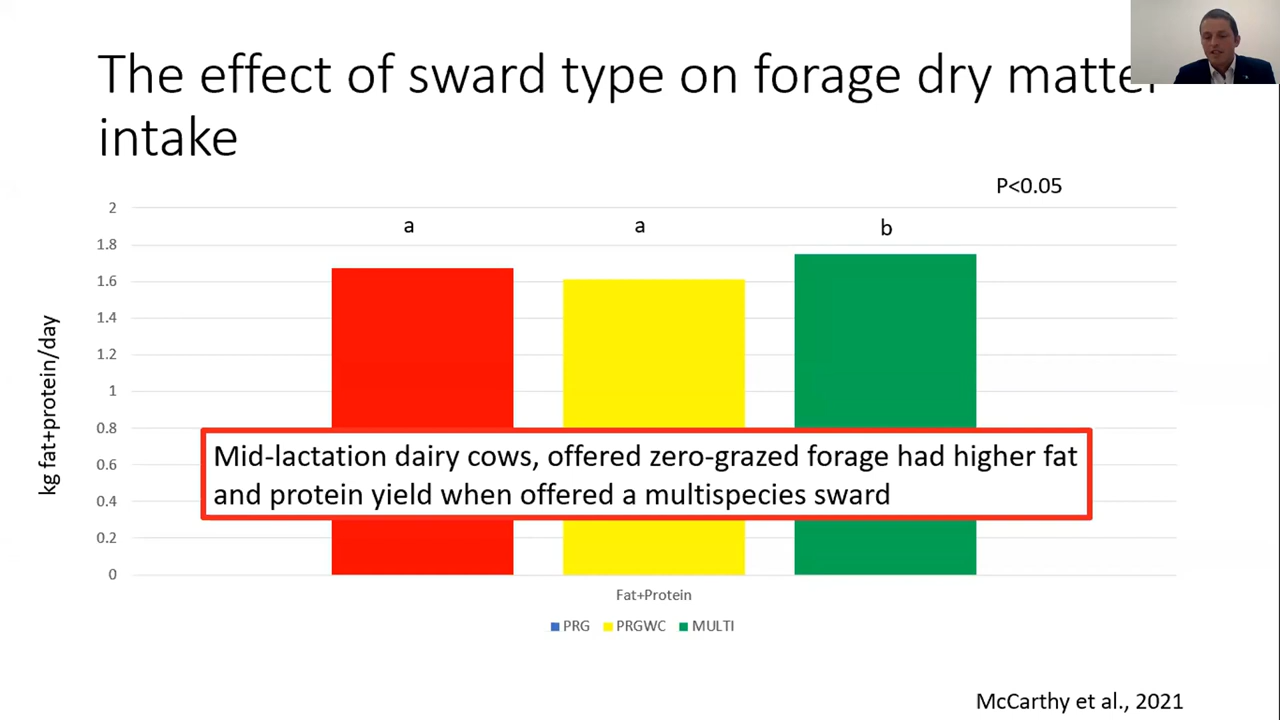 The effect of sward type on forage dry matter
intake
P<0.05
a
a
b
kg fat+protein/day
2
1.8
1.6
1.4
1.2
1
0.8
0.6
0.4
0.2
0
Mid-lactation dairy cows, offered zero-grazed forage had higher fat
and protein yield when offered a multispecies sward
Fat+Protein
PRG PRGWC MULTI
McCarthy et al., 2021